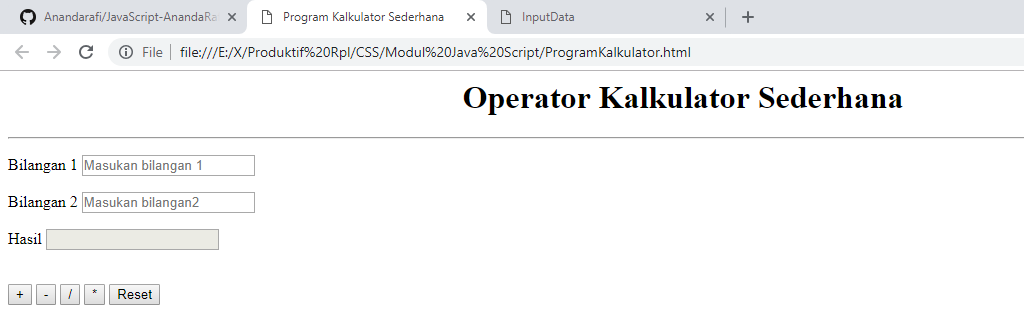 Anandarafi/JavaScript-AnandaRa
Program Kalkulator Sederhana
InputData
File
file:///E:/X/Produktif%20Rpl/CSS/Modul%20Java%20Script/ProgramKalkulator.html
Operator Kalkulator Sederhana
Bilangan 1 Masukan bilangan 1
Bilangan 2 Masukan bilangan2
Hasil
+ - / * Reset